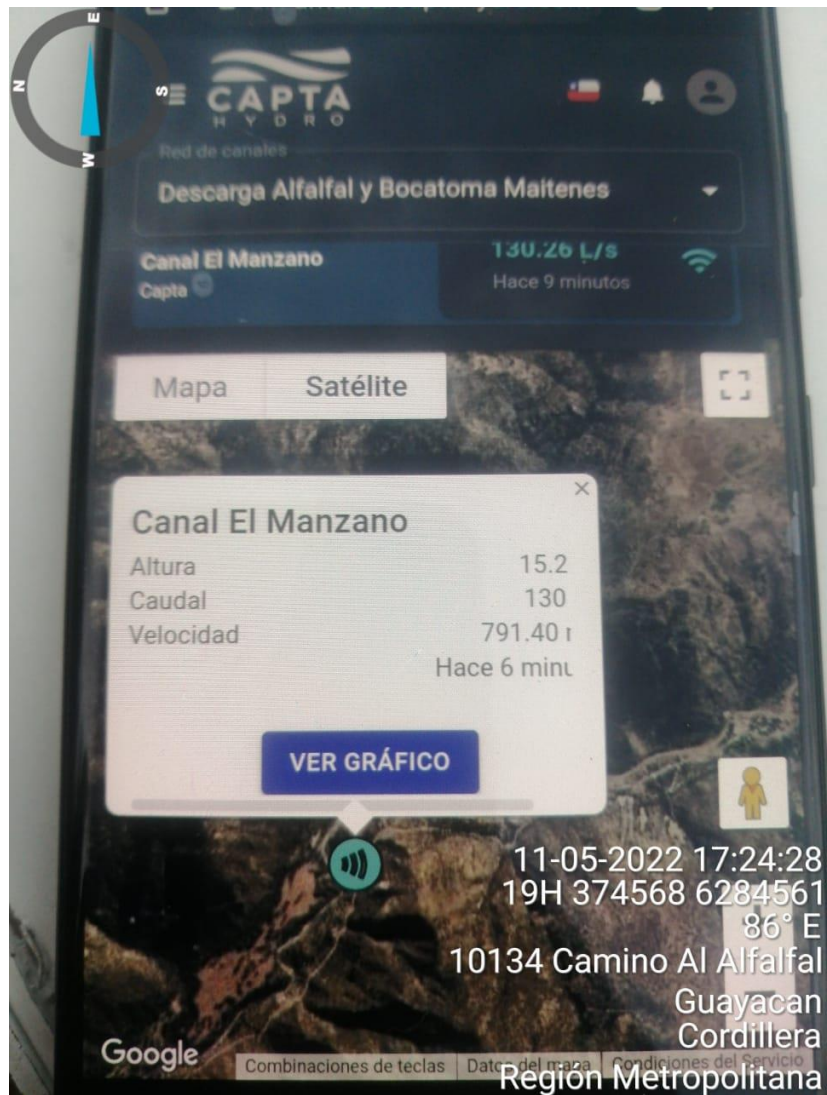 E
N
S
W
CAPTA
HYDRO
Red de canales
Descarga Alfalfal y Bocatoma Maitenes
Canal El Manzano
130.26 L/s
Capta
Hace 9 minutos
Mapa
Satélite
Canal El Manzano
Altura 15.2
Caudal 130
Velocidad 791.40
Hace 6 minu
VER GRÁFICO
11-05-2022 17:24:28
19H 374568 6284561
86° E
10134 Camino Al Alfalfal
Guayacan
Cordillera
Región Metropolitana
Google
Combinaciones de teclas
Datos del mapa
Condiciones del Servicio